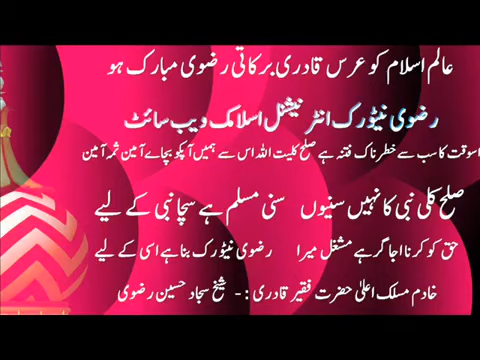 عالم اسلام کو عرس قادری برکاتی رضوی مبارک ہو
رضوی نیٹورک انٹرنیشنل اسلامک ویب سائٹ
اسوقت کا سب سے خطرناک فتنہ ہے صلح کلیت اللہ اس سے ہمیں آپکو بچاے آمین ثمہ آمین
صلح کلی نبی کا نہیں سنیوں سنی مسلم ہے سچا نبی کے لیے
حق کو کرنا اجاگر ہے مشغل میرا رضوی نیٹورک بنا ہے اسی کے لیے
خادم مسلک اعلیٰ حضرت فقیر قادری :- شیخ سجاد حسین رضوی